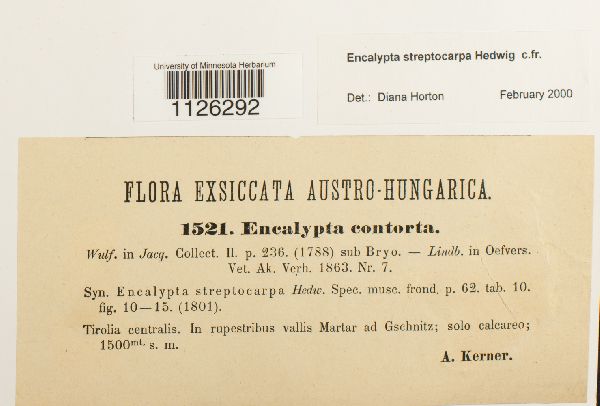 University of Minnesota Herbarium
1126292
Encalypta streptocarpa Hedwig c.fr.
Det.: Diana Horton February 2000
FLORA EXSICCATA AUSTRO-HUNGARICA.
1521. Encalypta contorta.
Wulf. in Jacq. Collect. II. p. 236. (1788) sub Bryo. — Lindb. in Oefvers.
Vet. Ak. Verh. 1863. Nr. 7.
Syn. Encalypta streptocarpa Hedw. Spec. musc. frond. p. 62. tab. 10.
fig. 10—15. (1801).
Tirolia centralis. In rupestribus vallis Martar ad Gschnitz; solo calcareo;
1500mt. s. m.
A. Kerner.